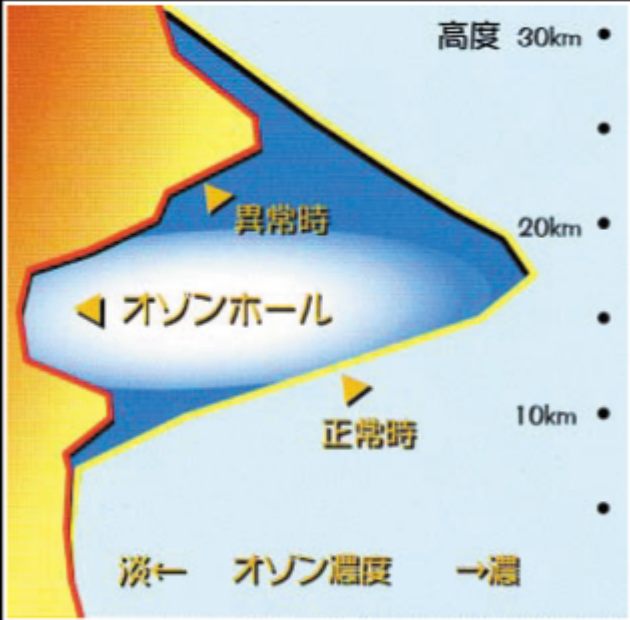 高度 30km
20km
異常時
オゾンホール
10km
正常時
淡← オゾン濃度 →濃